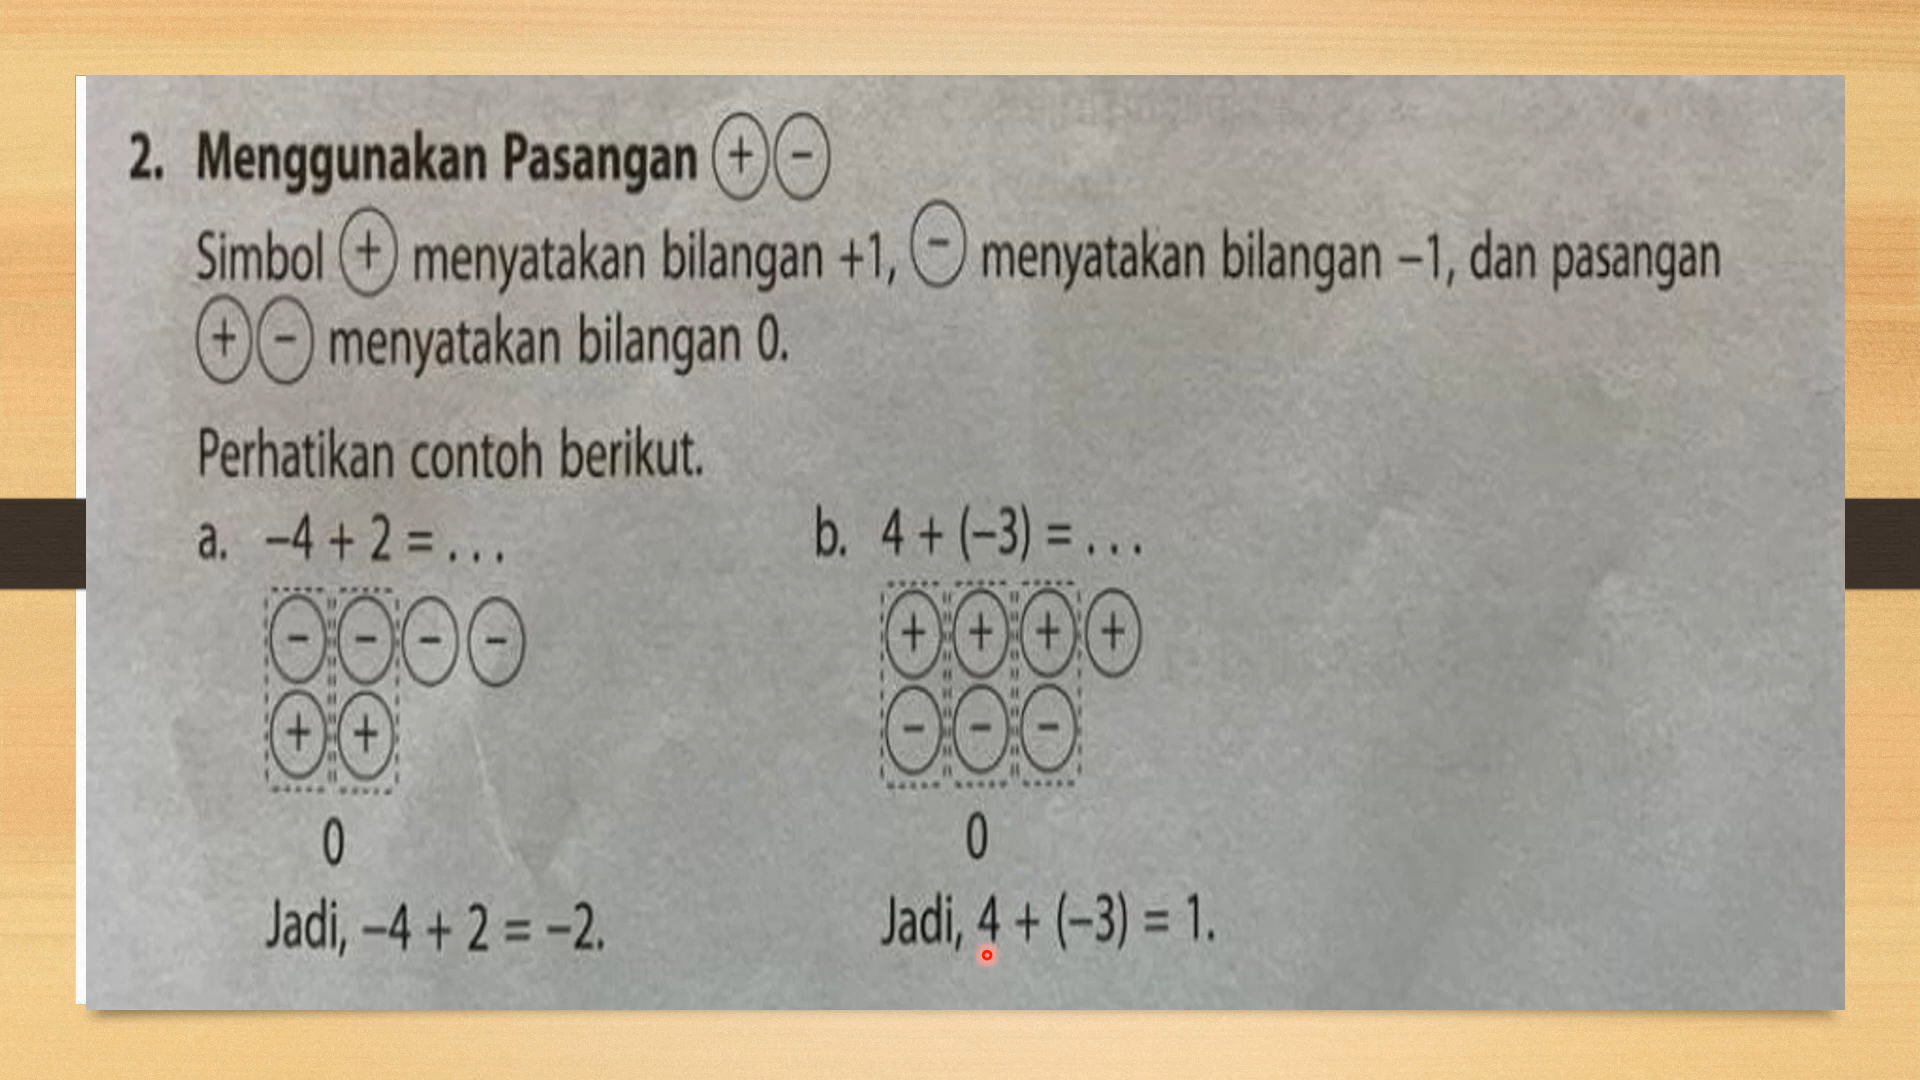 2. Menggunakan Pasangan ⊕⊖
Simbol ⊕ menyatakan bilangan +1, ⊖ menyatakan bilangan –1, dan pasangan
⊕⊖ menyatakan bilangan 0.
Perhatikan contoh berikut.
a. –4 + 2 = . . .
⊖⊖⊖⊖
⊕⊕
0
Jadi, –4 + 2 = –2.
b. 4 + (–3) = . . .
⊕⊕⊕⊕
⊖⊖⊖
0
Jadi, 4 + (–3) = 1.